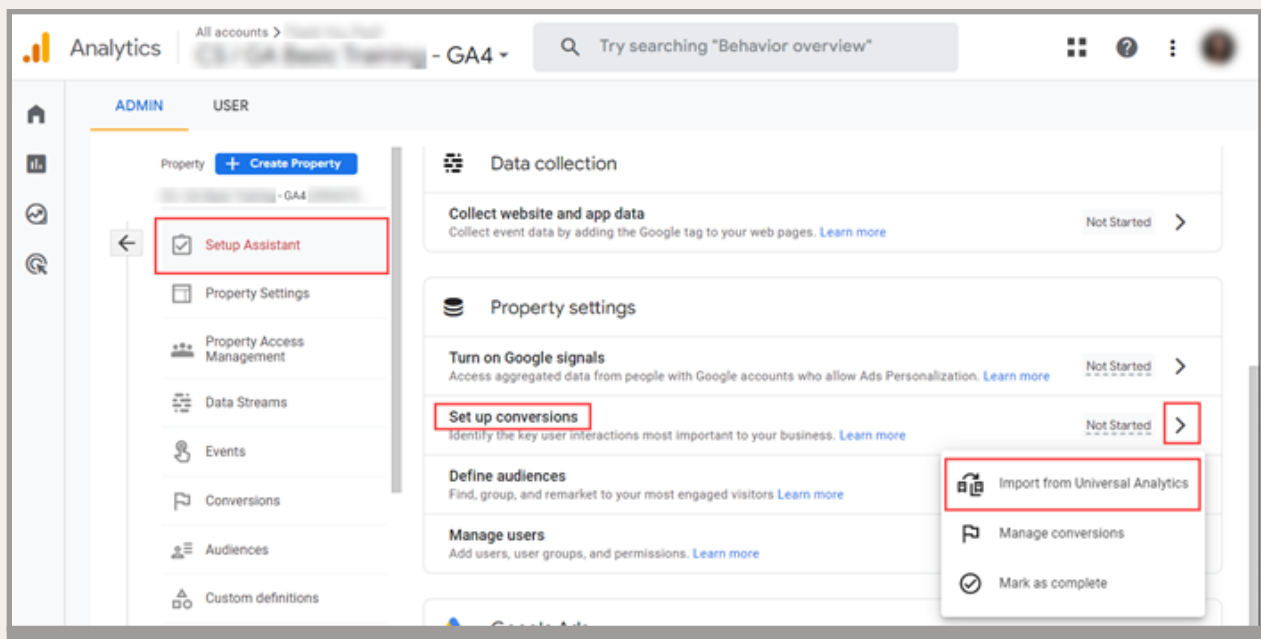 All accounts >
Analytics
- GA4
Try searching "Behavior overview"
ADMIN
USER
Property
+ Create Property
- GA4
Setup Assistant
Property Settings
Property Access
Management
Data Streams
Events
Conversions
Audiences
Custom definitions
Data collection
Collect website and app data
Collect event data by adding the Google tag to your web pages. Learn more
Not Started
Property settings
Turn on Google signals
Access aggregated data from people with Google accounts who allow Ads Personalization. Learn more
Not Started
Set up conversions
Identify the key user interactions most important to your business. Learn more
Not Started
Define audiences
Find, group, and remarket to your most engaged visitors Learn more
Manage users
Add users, user groups, and permissions. Learn more
Import from Universal Analytics
Manage conversions
Mark as complete
Google Ads